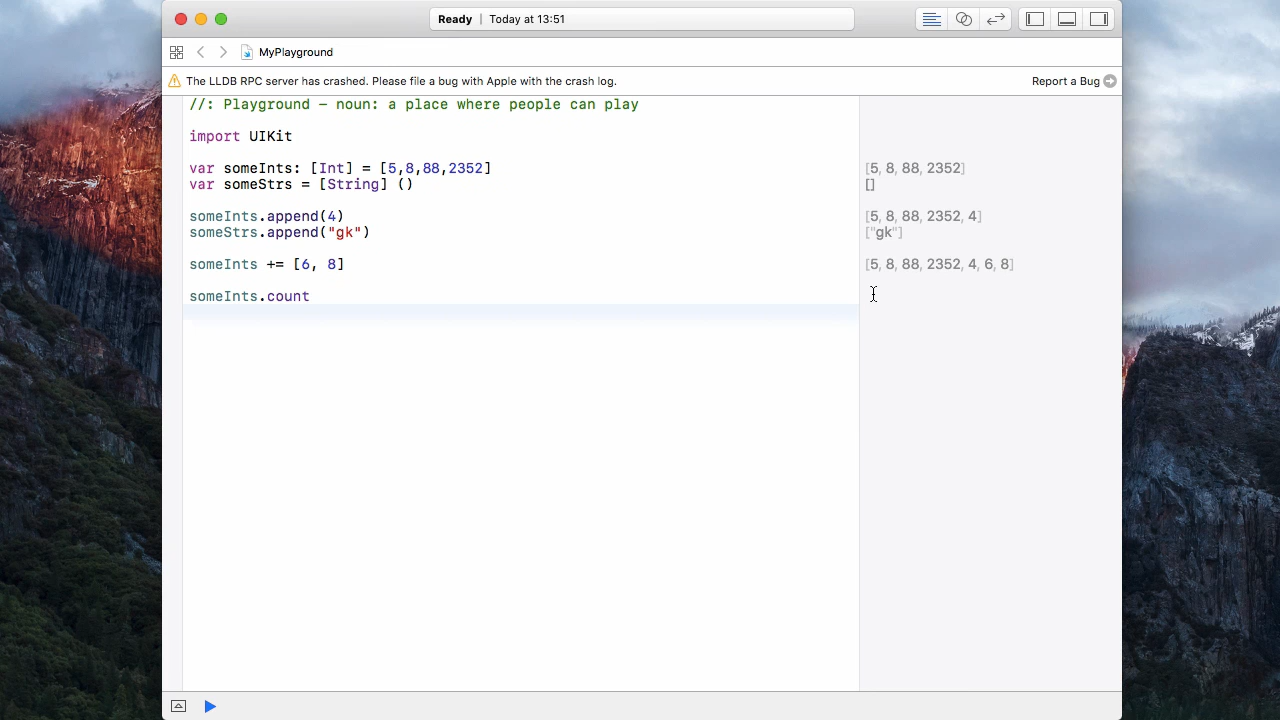 Ready | Today at 13:51
MyPlayground
The LLDB RPC server has crashed. Please file a bug with Apple with the crash log. Report a Bug
//: Playground – noun: a place where people can play
import UIKit
var someInts: [Int] = [5,8,88,2352] [5, 8, 88, 2352]
var someStrs = [String] () []
someInts.append(4) [5, 8, 88, 2352, 4]
someStrs.append("gk") ["gk"]
someInts += [6, 8] [5, 8, 88, 2352, 4, 6, 8]
someInts.count